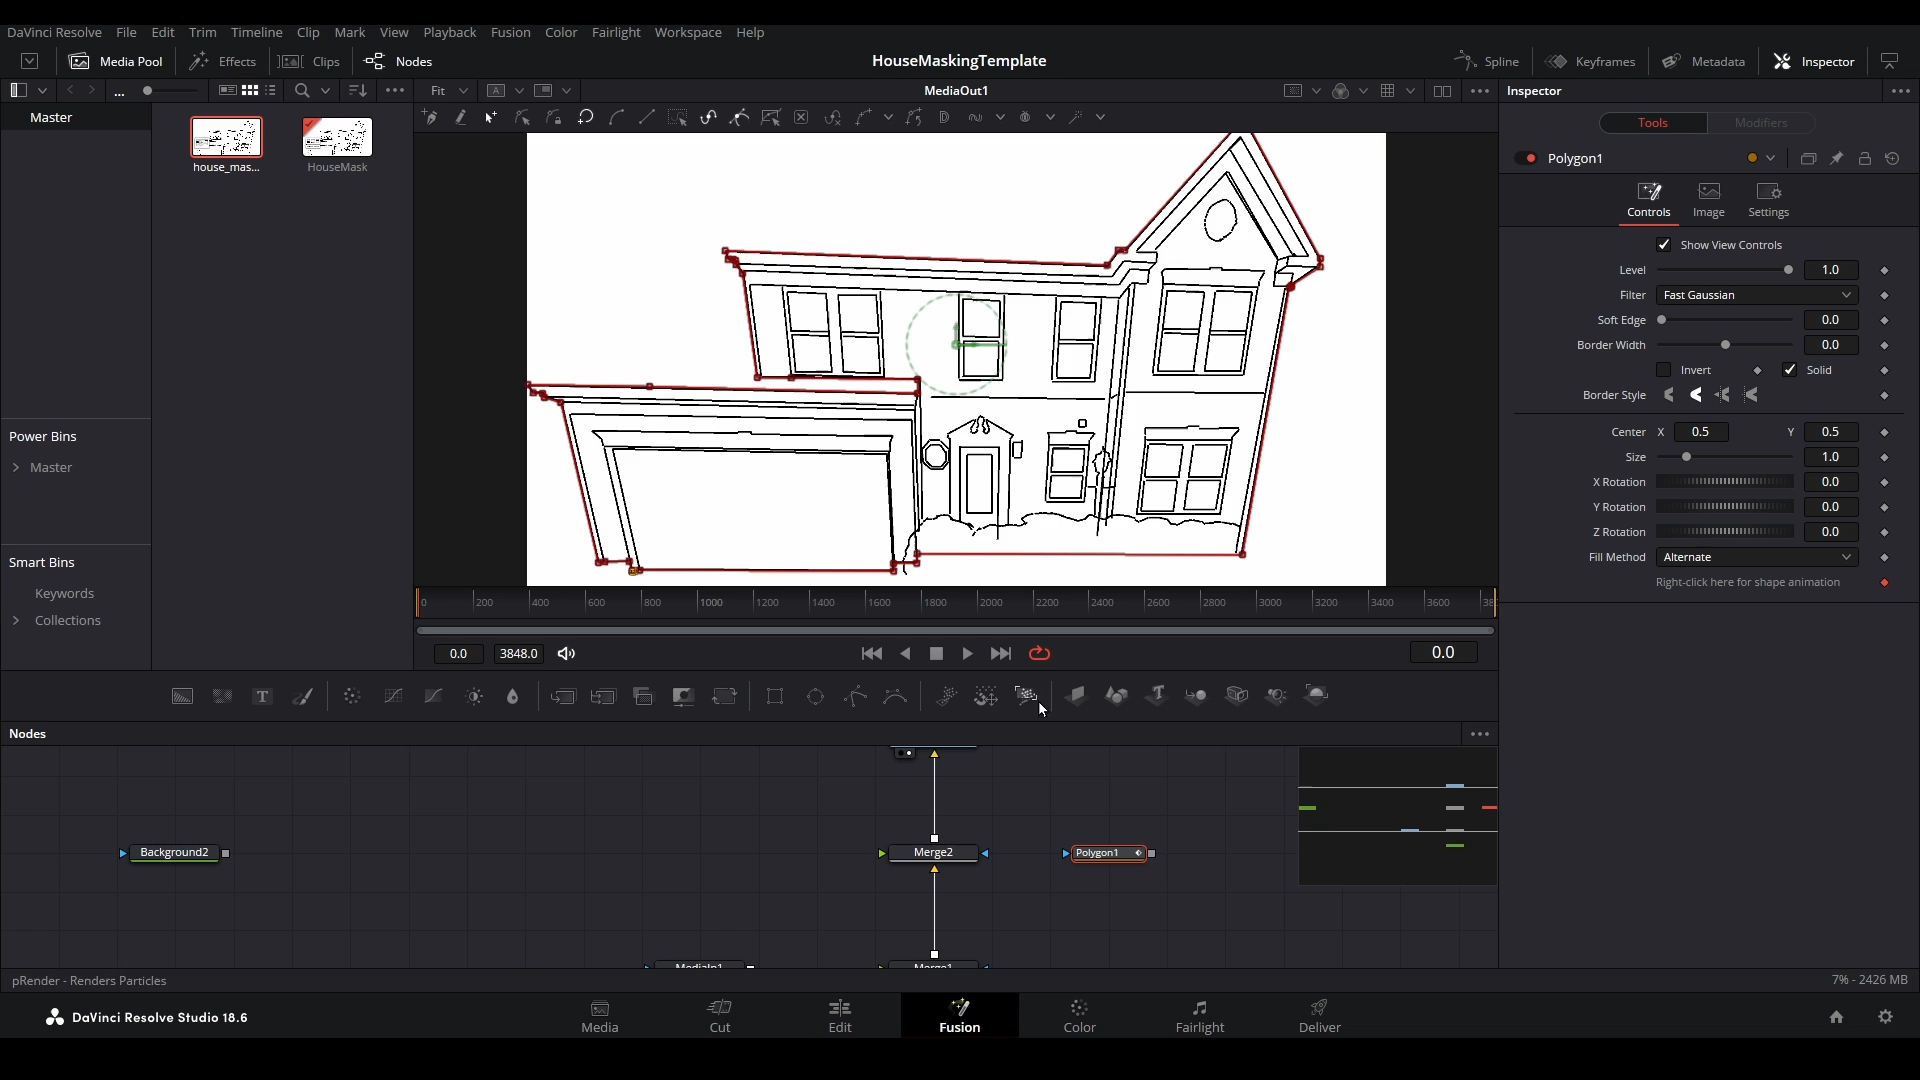 DaVinci Resolve File Edit Trim Timeline Clip Mark View Playback Fusion Color Fairlight Workspace Help
Media Pool Effects Clips Nodes HouseMaskingTemplate Spline Keyframes Metadata Inspector
... Fit A MediaOut1 Inspector
Master
house_mas... HouseMask
Power Bins
Master
Smart Bins
Keywords
Collections
Tools Modifiers
Polygon1
Controls Image Settings
Show View Controls
Level 1.0
Filter Fast Gaussian
Soft Edge 0.0
Border Width 0.0
Invert Solid
Border Style
Center X 0.5 Y 0.5
Size 1.0
X Rotation 0.0
Y Rotation 0.0
Z Rotation 0.0
Fill Method Alternate
Right-click here for shape animation
0 200 400 600 800 1000 1200 1400 1600 1800 2000 2200 2400 2600 2800 3000 3200 3400 3600
0.0 3848.0 0.0
T
Nodes
Background2 Merge2 Polygon1
MediaIn1 Merge1
pRender - Renders Particles 7% - 2426 MB
DaVinci Resolve Studio 18.6
Media Cut Edit Fusion Color Fairlight Deliver